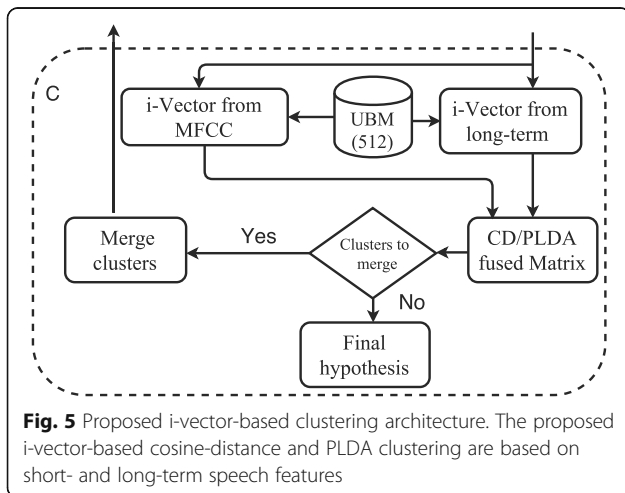 C
i-Vector from
MFCC
UBM
(512)
i-Vector from
long-term
Merge
clusters
Yes
Clusters to
merge
CD/PLDA
fused Matrix
No
Final
hypothesis
Fig. 5 Proposed i-vector-based clustering architecture. The proposed
i-vector-based cosine-distance and PLDA clustering are based on
short- and long-term speech features